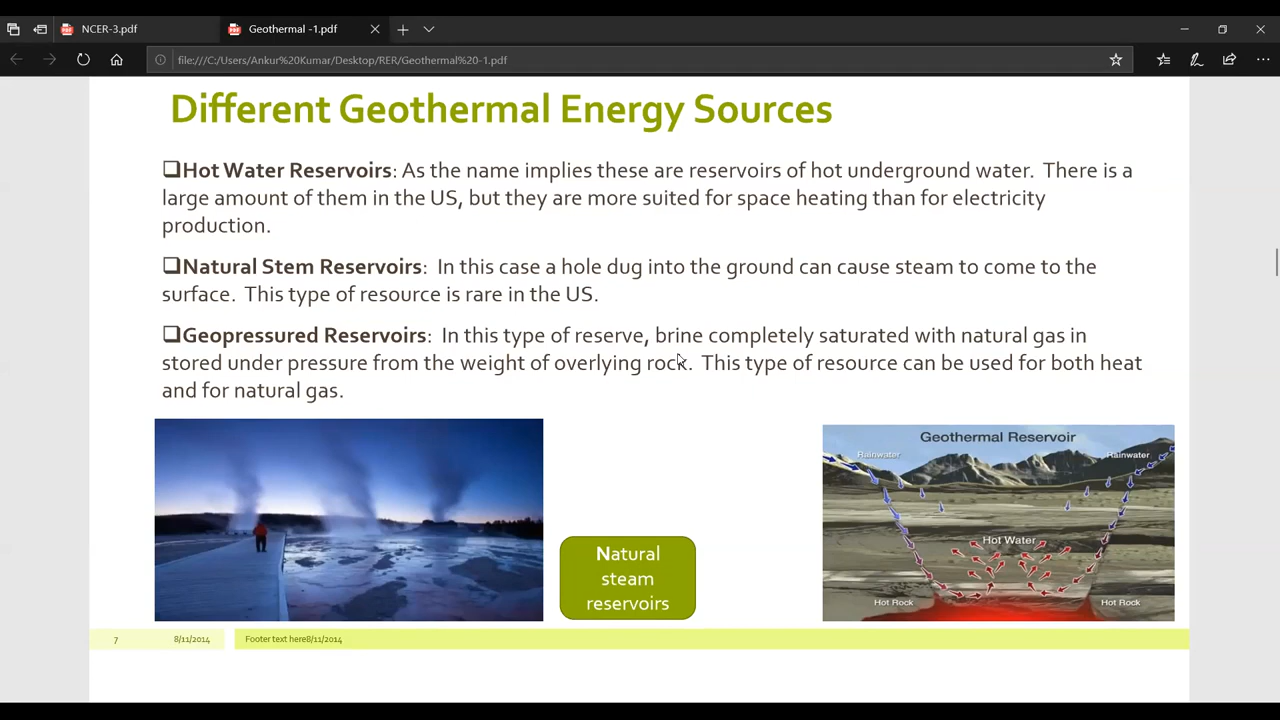 NCER-3.pdf
Geothermal -1.pdf
file:///C:/Users/Ankur%20Kumar/Desktop/RER/Geothermal%20-1.pdf
Different Geothermal Energy Sources
❑Hot Water Reservoirs: As the name implies these are reservoirs of hot underground water. There is a
large amount of them in the US, but they are more suited for space heating than for electricity
production.
❑Natural Stem Reservoirs: In this case a hole dug into the ground can cause steam to come to the
surface. This type of resource is rare in the US.
❑Geopressured Reservoirs: In this type of reserve, brine completely saturated with natural gas in
stored under pressure from the weight of overlying rock. This type of resource can be used for both heat
and for natural gas.
Natural
steam
reservoirs
Geothermal Reservoir
Rainwater
Rainwater
Hot Water
Hot Rock
Hot Rock
7
8/11/2014
Footer text here8/11/2014